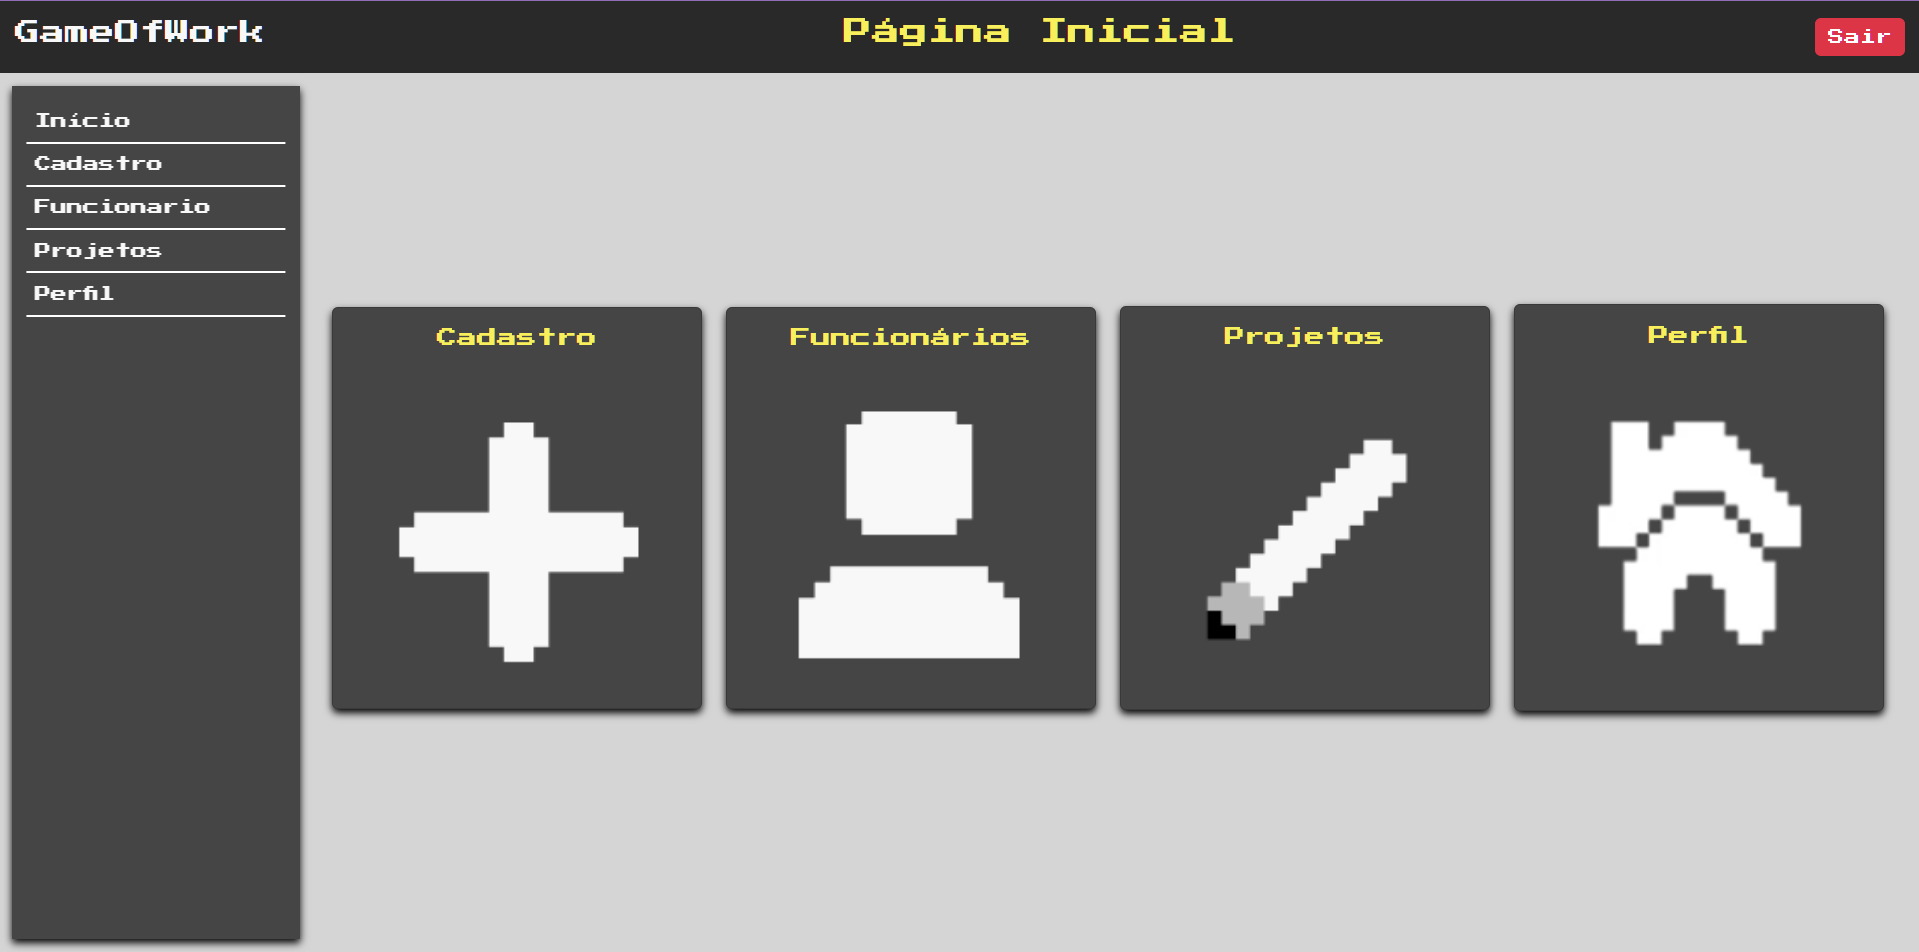 GameOfWork
Página Inicial
Sair
Início
Cadastro
Funcionario
Projetos
Perfil
Cadastro
Funcionários
Projetos
Perfil